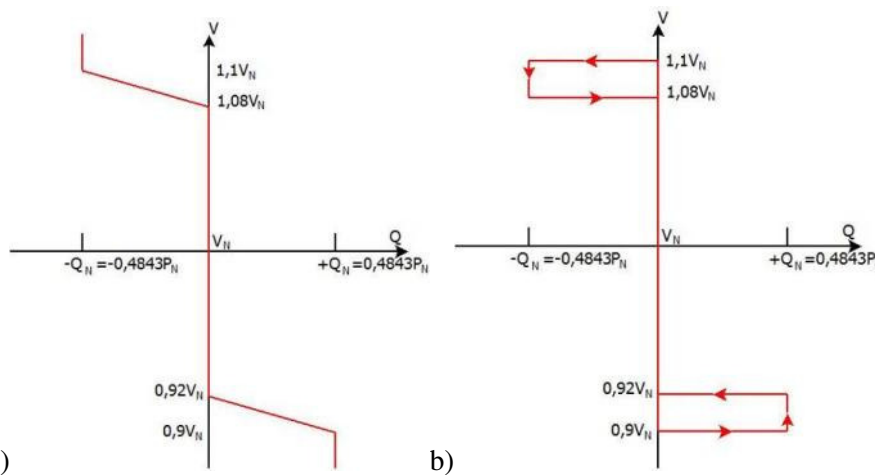 V
1,1V_N
1,08V_N
V_N
Q
-Q_N=-0,4843P_N
+Q_N=0,4843P_N
0,92V_N
0,9V_N
)
b)
V
1,1V_N
1,08V_N
V_N
Q
-Q_N=-0,4843P_N
+Q_N=0,4843P
0,92V_N
0,9V_N